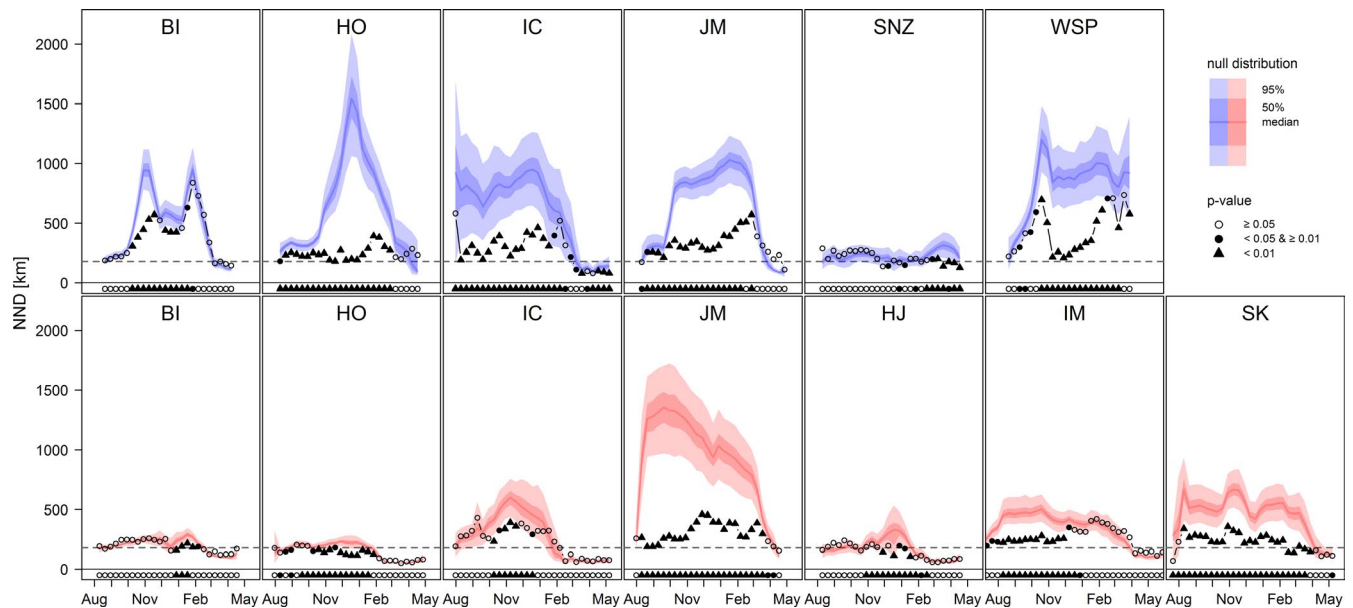 BI HO IC JM SNZ WSP
2000
1500
1000
500
0
null distribution
95%
50%
median
p-value
≥ 0.05
< 0.05 & ≥ 0.01
< 0.01
NND [km]
BI HO IC JM HJ IM SK
2000
1500
1000
500
0
Aug Nov Feb May Aug Nov Feb May Aug Nov Feb May Aug Nov Feb May Aug Nov Feb May Aug Nov Feb May Aug Nov Feb May